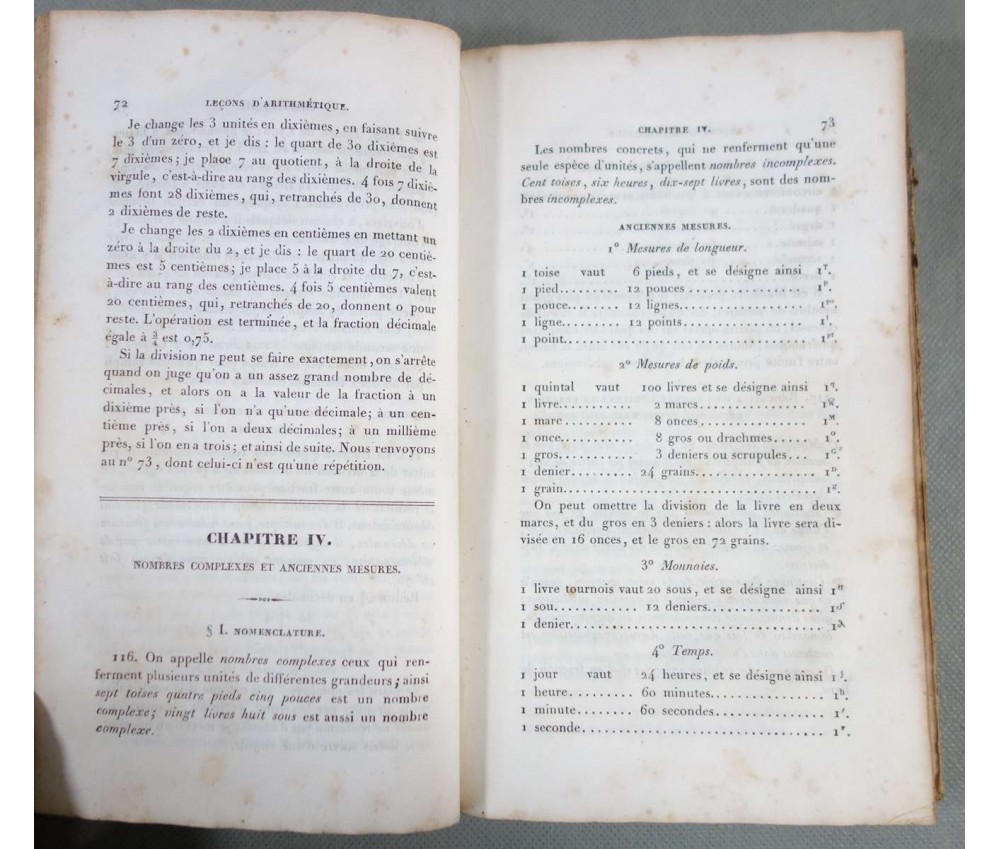 72 LEÇONS D'ARITHMÉTIQUE.
Je change les 3 unités en dixièmes, en faisant suivre
le 3 d'un zéro, et je dis : le quart de 30 dixièmes est
7 dixièmes; je place 7 au quotient, à la droite de la
virgule, c'est-à-dire au rang des dixièmes. 4 fois 7 dixiè-
mes font 28 dixièmes, qui, retranchés de 30, donnent
2 dixièmes de reste.
Je change les 2 dixièmes en centièmes en mettant un
zéro à la droite du 2, et je dis : le quart de 20 centiè-
mes est 5 centièmes; je place 5 à la droite du 7, c'est-
à-dire au rang des centièmes. 4 fois 5 centièmes valent
20 centièmes, qui, retranchés de 20, donnent 0 pour
reste. L'opération est terminée, et la fraction décimale
égale à 3/4 est 0,75.
Si la division ne peut se faire exactement, on s'arrête
quand on juge qu'on a un assez grand nombre de dé-
cimales, et alors on a la valeur de la fraction à un
dixième près, si l'on n'a qu'une décimale; à un cen-
tième près, si l'on a deux décimales; à un millième
près, si l'on en a trois; et ainsi de suite. Nous renvoyons
au n° 73, dont celui-ci n'est qu'une répétition.
CHAPITRE IV.
NOMBRES COMPLEXES ET ANCIENNES MESURES.
§ I. NOMENCLATURE.
116. On appelle nombres complexes ceux qui ren-
ferment plusieurs unités de différentes grandeurs; ainsi
sept toises quatre pieds cinq pouces est un nombre
complexe; vingt livres huit sous est aussi un nombre
complexe.
CHAPITRE IV. 73
Les nombres concrets, qui ne renferment qu'une
seule espèce d'unités, s'appellent nombres incomplexes.
Cent toises, six heures, dix-sept livres, sont des nom-
bres incomplexes.
ANCIENNES MESURES.
1° Mesures de longueur.
1 toise vaut 6 pieds, et se désigne ainsi 1T.
1 pied......... 12 pouces ................ 1P.
1 pouce......... 12 lignes.................. 1po.
1 ligne......... 12 points.................. 1l.
1 point.................................... 1pt.
2° Mesures de poids.
1 quintal vaut 100 livres et se désigne ainsi 1q.
1 livre.......... 2 marcs................ 1
1 marc.......... 8 onces................ 1M.
1 once.......... 8 gros ou drachmes..... 1O.
1 gros.......... 3 deniers ou scrupules... 1G.
1 denier......... 24 grains................ 1D.
1 grain.................................... 1g.
On peut omettre la division de la livre en deux
marcs, et du gros en 3 deniers : alors la livre sera di-
visée en 16 onces, et le gros en 72 grains.
3° Monnaies.
1 livre tournois vaut 20 sous, et se désigne ainsi 1
1 sou............ 12 deniers................ 1
1 denier.................................... 1
4° Temps.
1 jour vaut 24 heures, et se désigne ainsi 1j.
1 heure.......... 60 minutes................ 1h.
1 minute........ 60 secondes................ 1′.
1 seconde.................................. 1″.